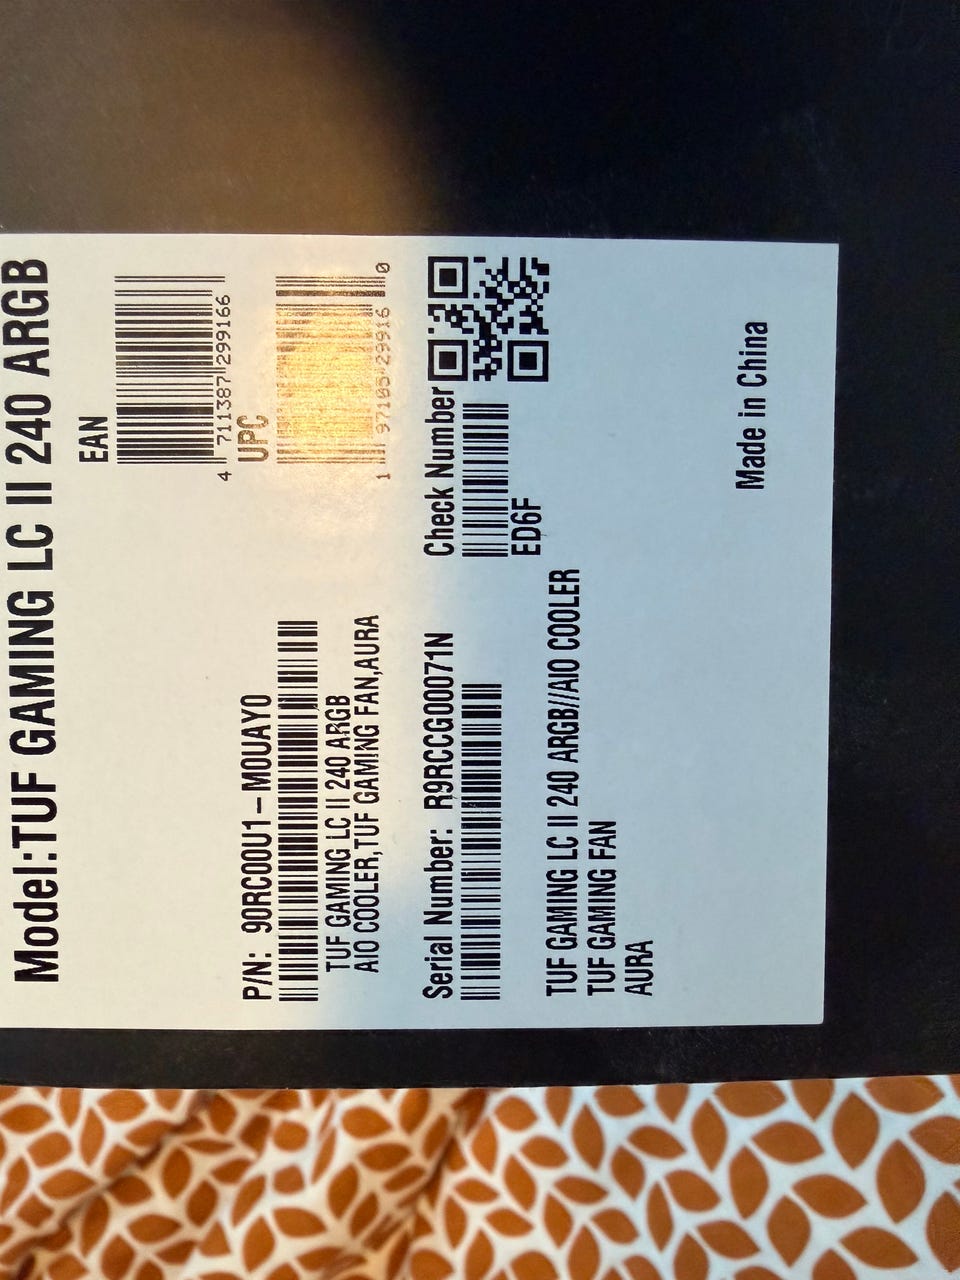 Model:TUF GAMING LC II 240 ARGB
EAN
4 711387 299166
UPC
1 97105 29916 0
P/N: 90RC00U1-M0UAY0
TUF GAMING LC II 240 ARGB
AIO COOLER,TUF GAMING FAN,AURA
Serial Number: R9RCCG00071N
Check Number
ED6F
TUF GAMING LC II 240 ARGB//AIO COOLER
TUF GAMING FAN
AURA
Made in China